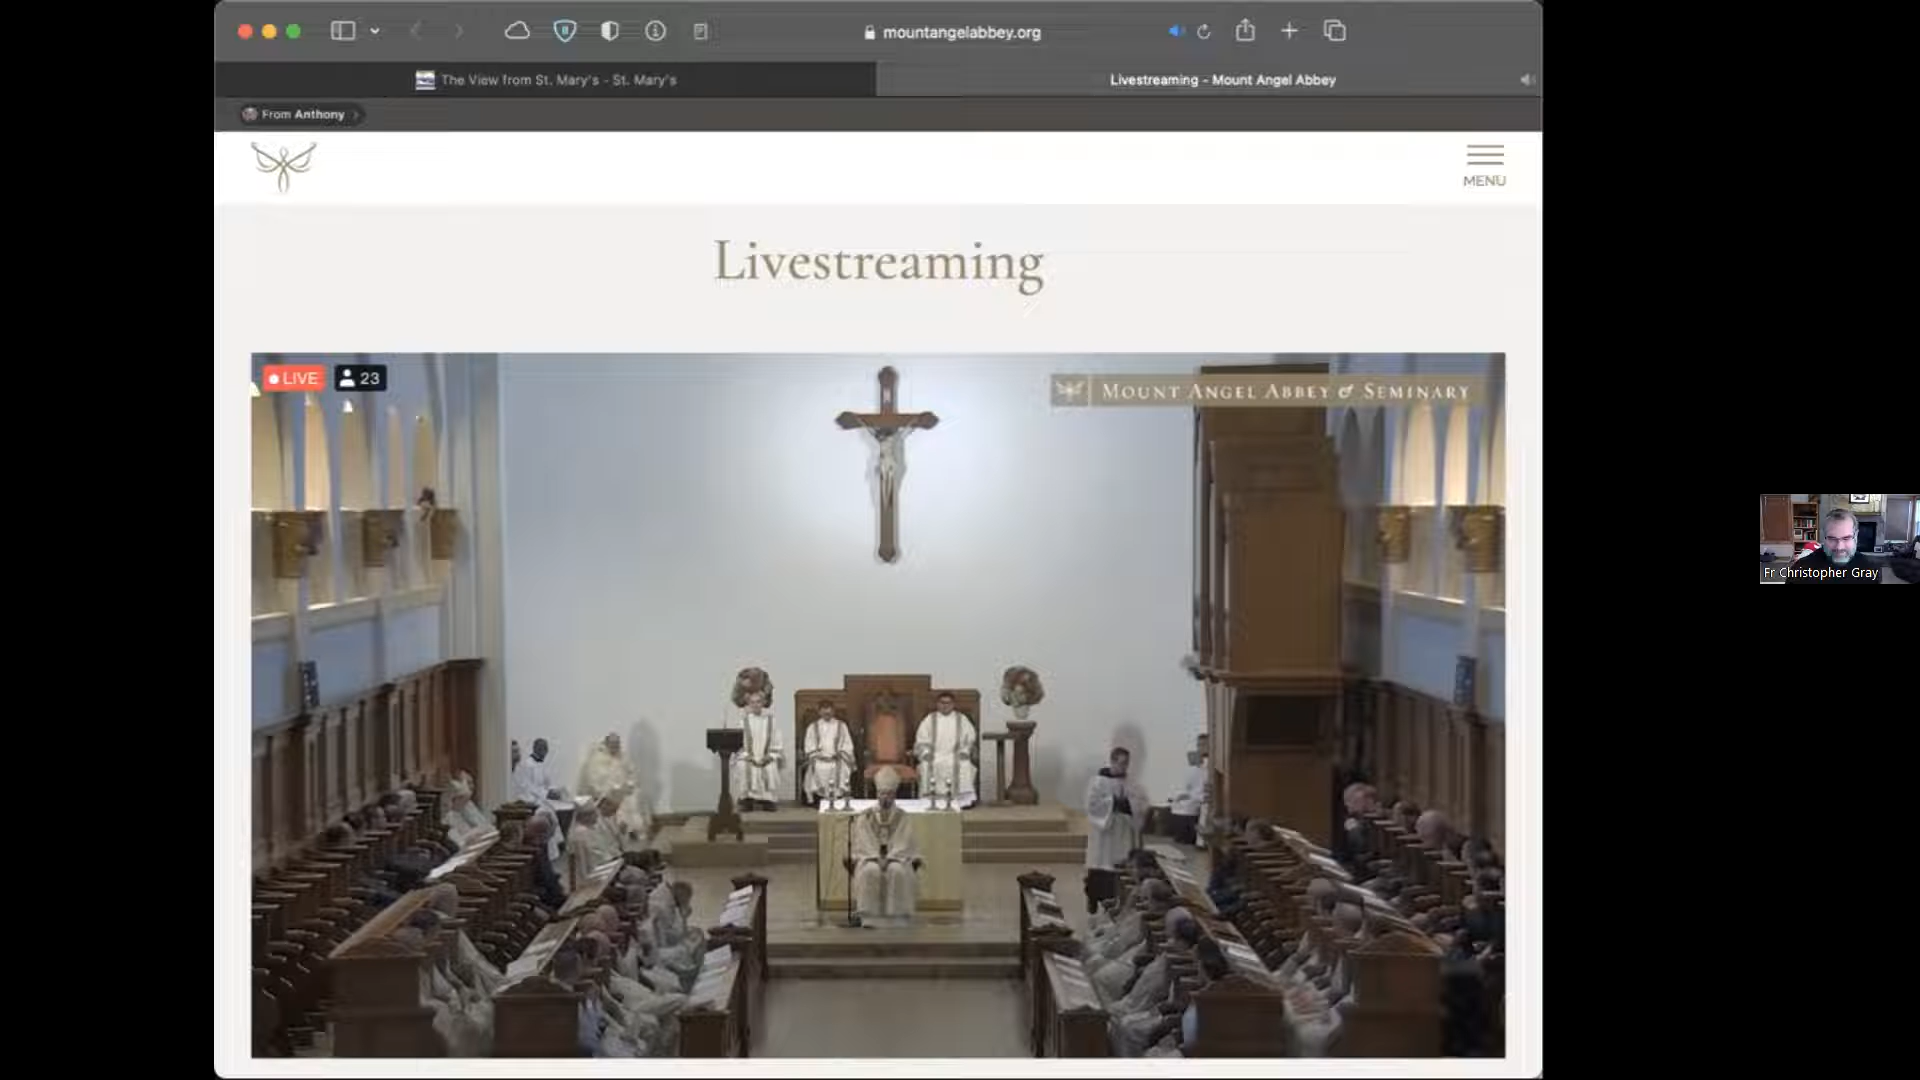 mountangelabbey.org
The View from St. Mary's - St. Mary's
Livestreaming - Mount Angel Abbey
From Anthony
MENU
Livestreaming
LIVE
23
MOUNT ANGEL ABBEY & SEMINARY
Fr Christopher Gray